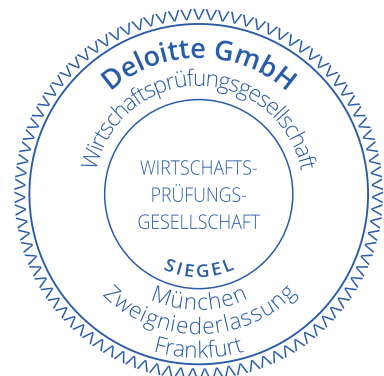 Deloitte GmbH
Wirtschaftsprüfungsgesellschaft
WIRTSCHAFTS-
PRÜFUNGS-
GESELLSCHAFT
SIEGEL
München
Zweigniederlassung
Frankfurt